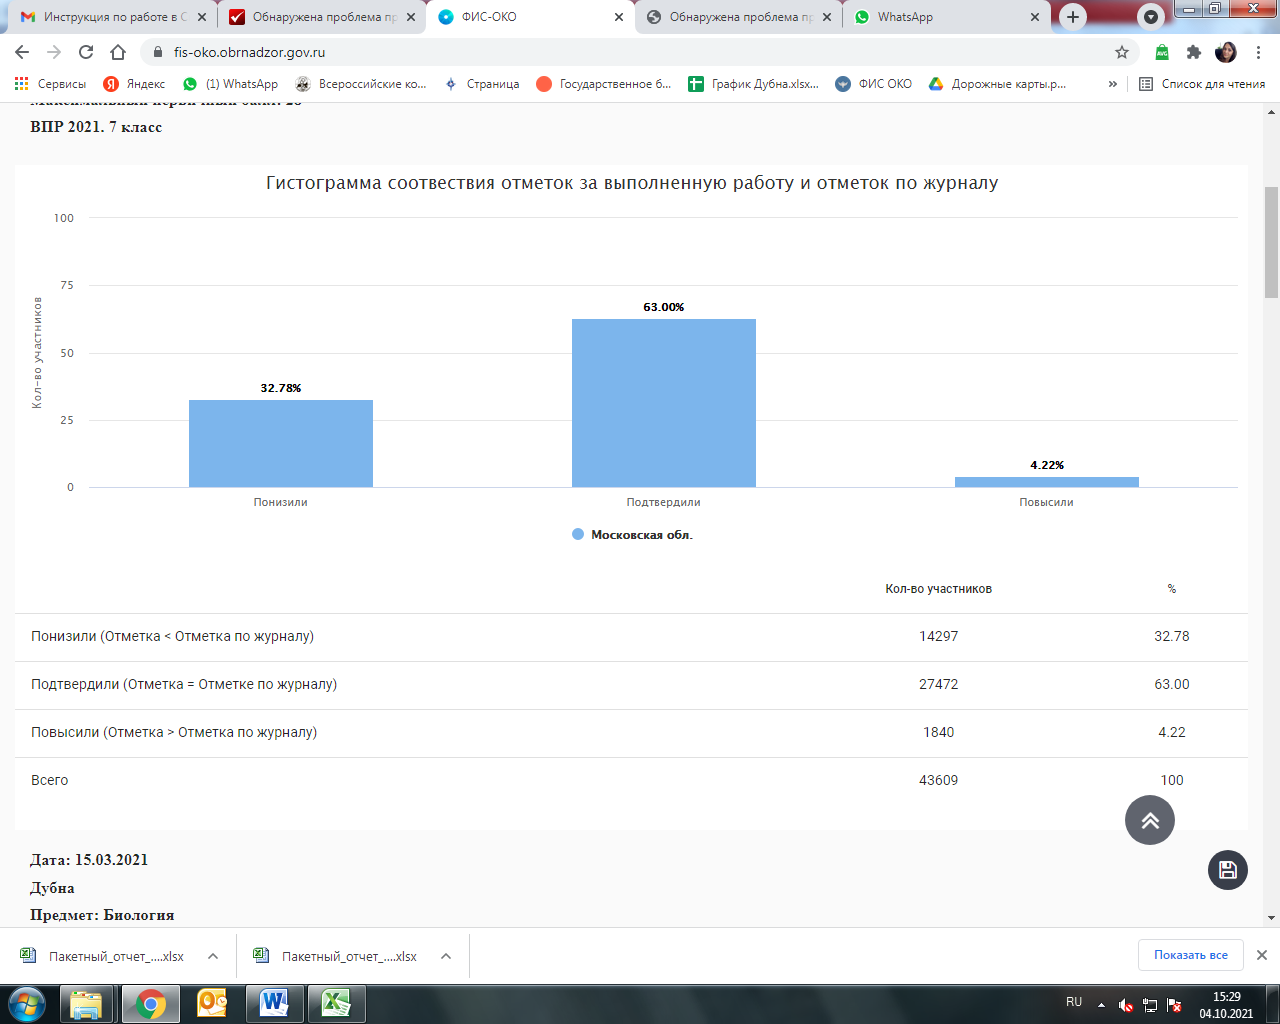 Инструкция по работе в С
Обнаружена проблема пр
ФИС-ОКО
Обнаружена проблема пр
WhatsApp
fis-oko.obrnadzor.gov.ru
Сервисы
Яндекс
(1) WhatsApp
Всероссийские ко...
Страница
Государственное б...
График Дубна.xlsx...
ФИС ОКО
Дорожные карты.р...
»
Список для чтения
Максимальный первичный балл: 28
ВПР 2021. 7 класс
Гистограмма соотвествия отметок за выполненную работу и отметок по журналу
100
75
50
25
0
Кол-во участников
32.78%
63.00%
4.22%
Понизили
Подтвердили
Повысили
Московская обл.
Кол-во участников %
Понизили (Отметка < Отметка по журналу) 14297 32.78
Подтвердили (Отметка = Отметке по журналу) 27472 63.00
Повысили (Отметка > Отметка по журналу) 1840 4.22
Всего 43609 100
Дата: 15.03.2021
Дубна
Предмет: Биология
Пакетный_отчет_....xlsx
Пакетный_отчет_....xlsx
Показать все
RU
15:29
04.10.2021